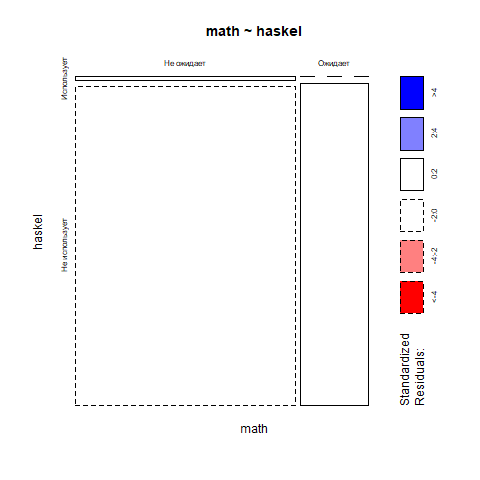 math ~ haskel
Не ожидает
Ожидает
Использует
Не использует
haskel
math
>4
2:4
0:2
-2:0
-4:-2
<-4
Standardized
Residuals: